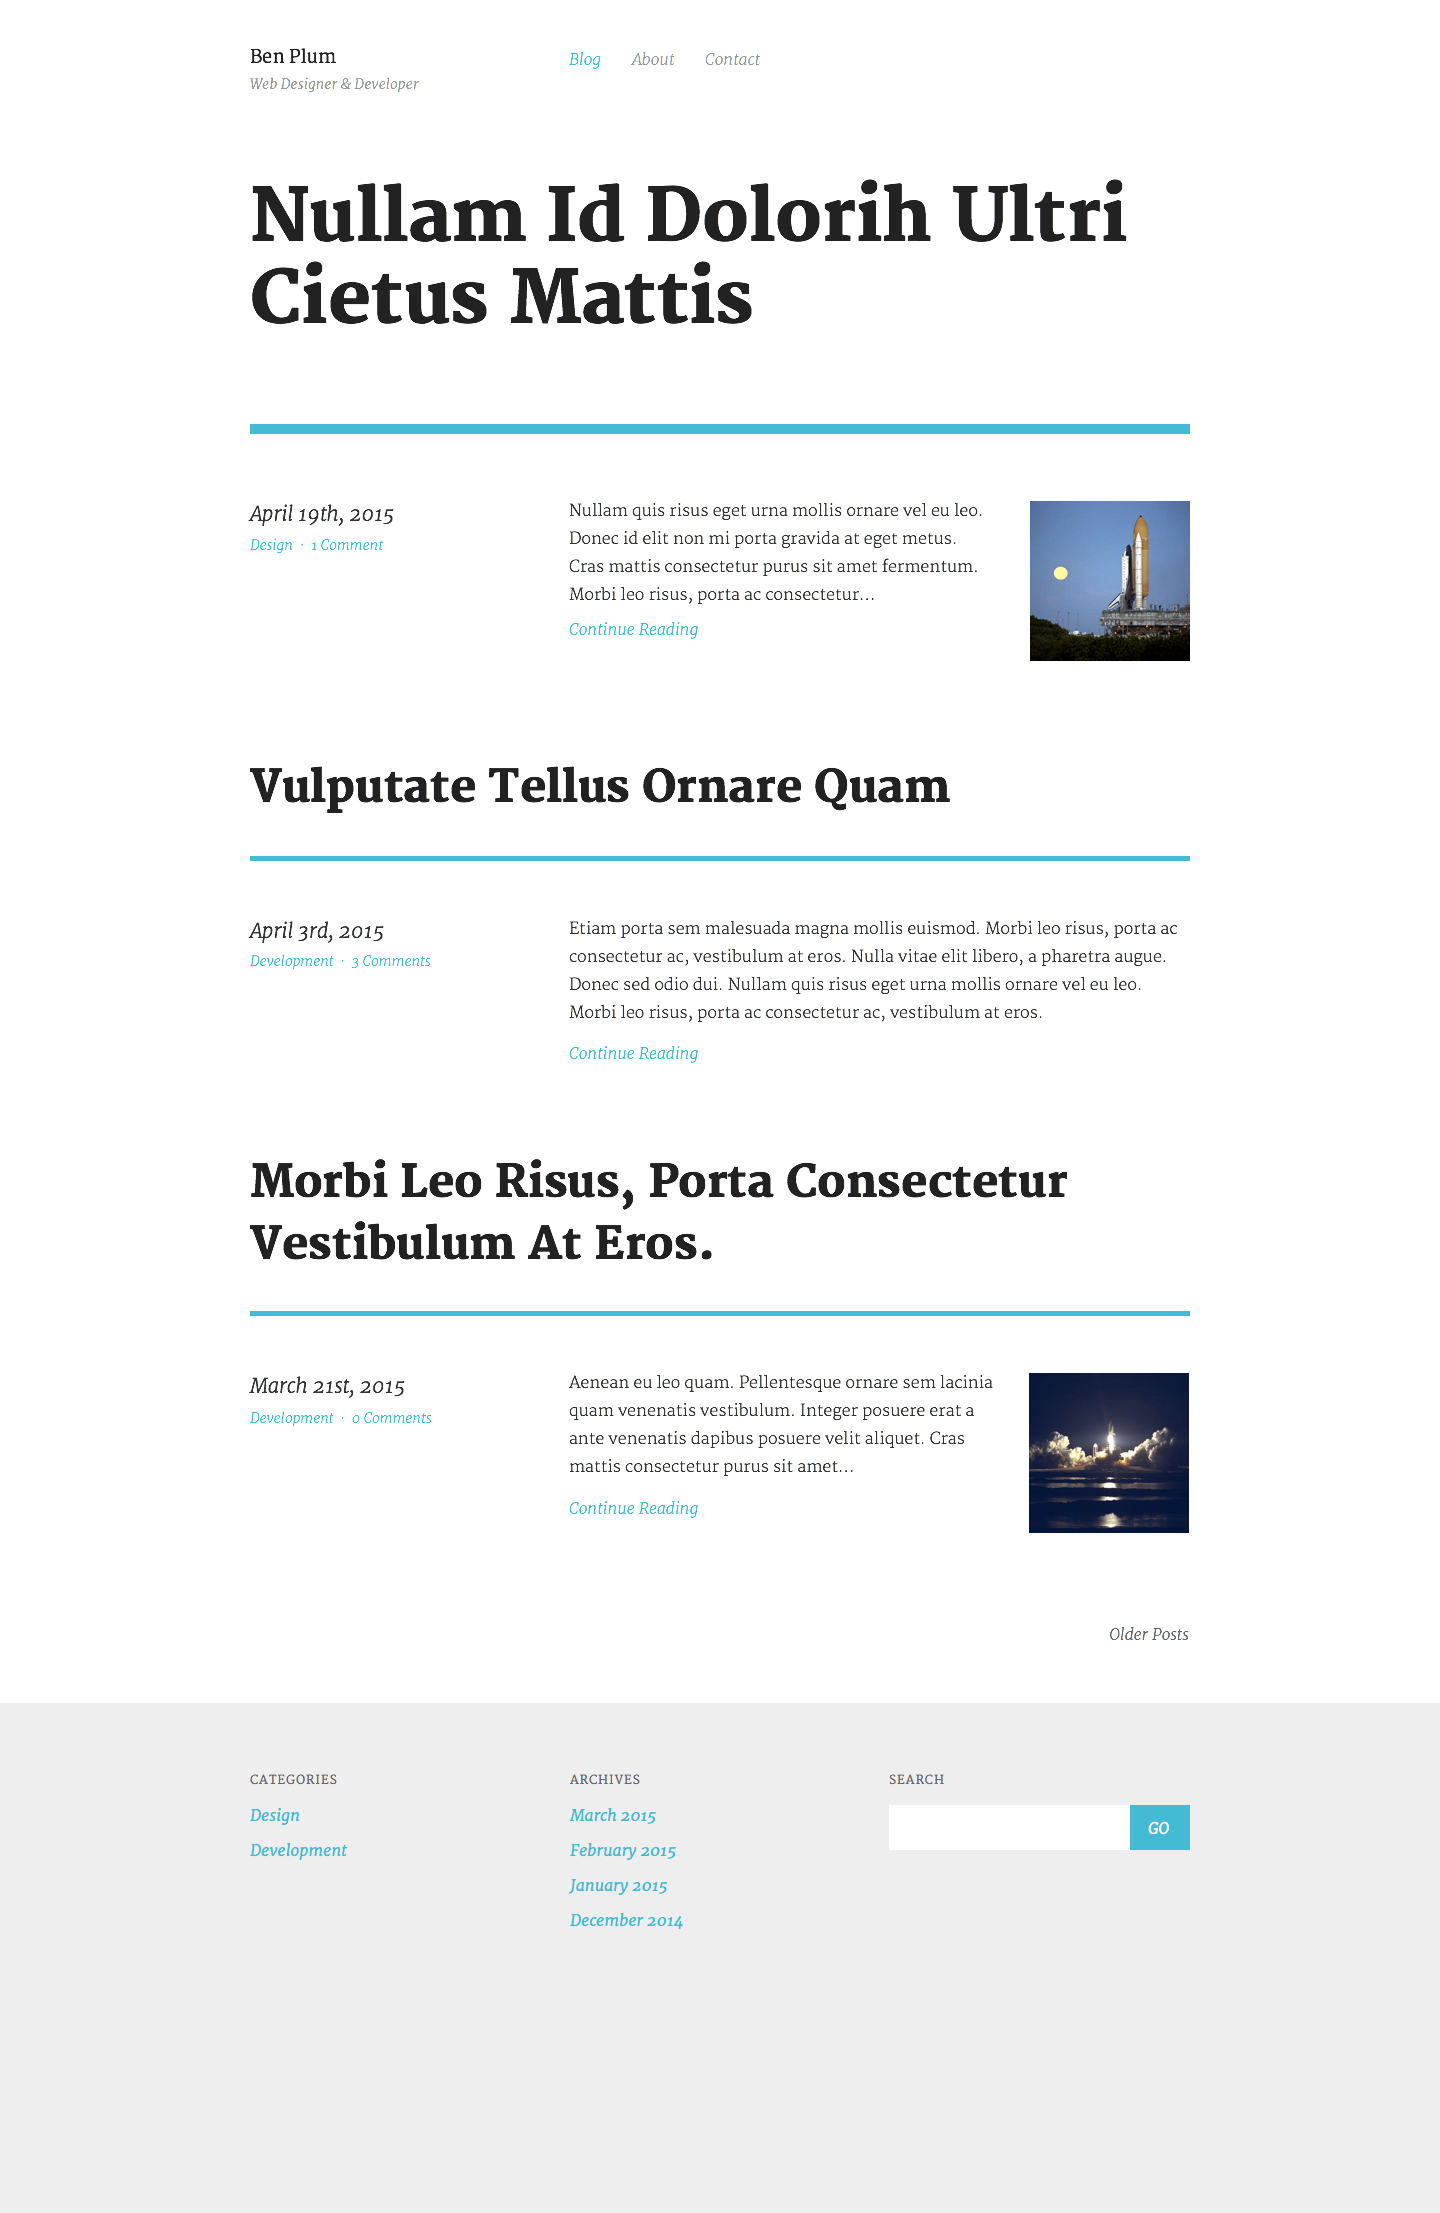 Ben Plum
Web Designer & Developer
Blog About Contact
Nullam Id Dolorih Ultri
Cietus Mattis
April 19th, 2015
Design · 1 Comment
Nullam quis risus eget urna mollis ornare vel eu leo.
Donec id elit non mi porta gravida at eget metus.
Cras mattis consectetur purus sit amet fermentum.
Morbi leo risus, porta ac consectetur...
Continue Reading
Vulputate Tellus Ornare Quam
April 3rd, 2015
Development · 3 Comments
Etiam porta sem malesuada magna mollis euismod. Morbi leo risus, porta ac
consectetur ac, vestibulum at eros. Nulla vitae elit libero, a pharetra augue.
Donec sed odio dui. Nullam quis risus eget urna mollis ornare vel eu leo.
Morbi leo risus, porta ac consectetur ac, vestibulum at eros.
Continue Reading
Morbi Leo Risus, Porta Consectetur
Vestibulum At Eros.
March 21st, 2015
Development · 0 Comments
Aenean eu leo quam. Pellentesque ornare sem lacinia
quam venenatis vestibulum. Integer posuere erat a
ante venenatis dapibus posuere velit aliquet. Cras
mattis consectetur purus sit amet...
Continue Reading
Older Posts
CATEGORIES
Design
Development
ARCHIVES
March 2015
February 2015
January 2015
December 2014
SEARCH
GO